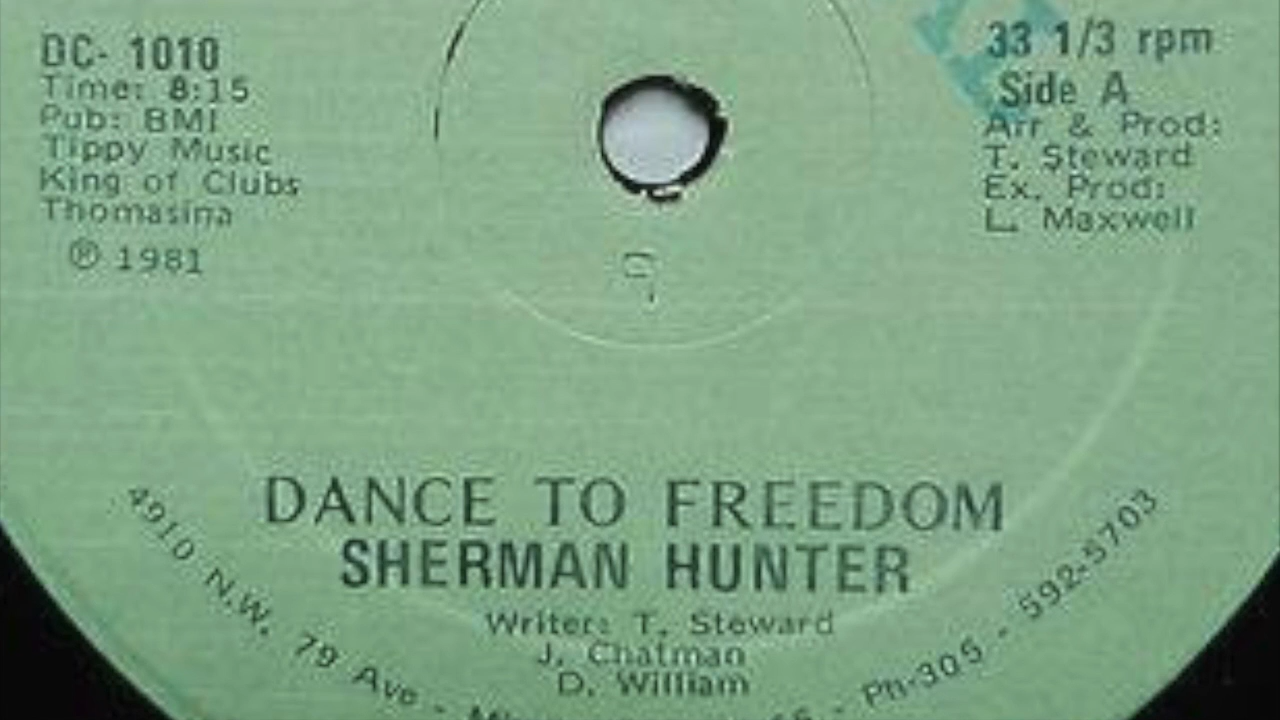 DC- 1010
Time: 8:15
Pub: BMI
Tippy Music
King of Clubs
Thomasina
℗ 1981
33 1/3 rpm
Side A
Arr & Prod:
T. Steward
Ex. Prod:
L. Maxwell
DANCE TO FREEDOM
SHERMAN HUNTER
Writer: T. Steward
J. Chatman
D. William
4910 N.W. 79 Ave - Ph-305 - 592-5703